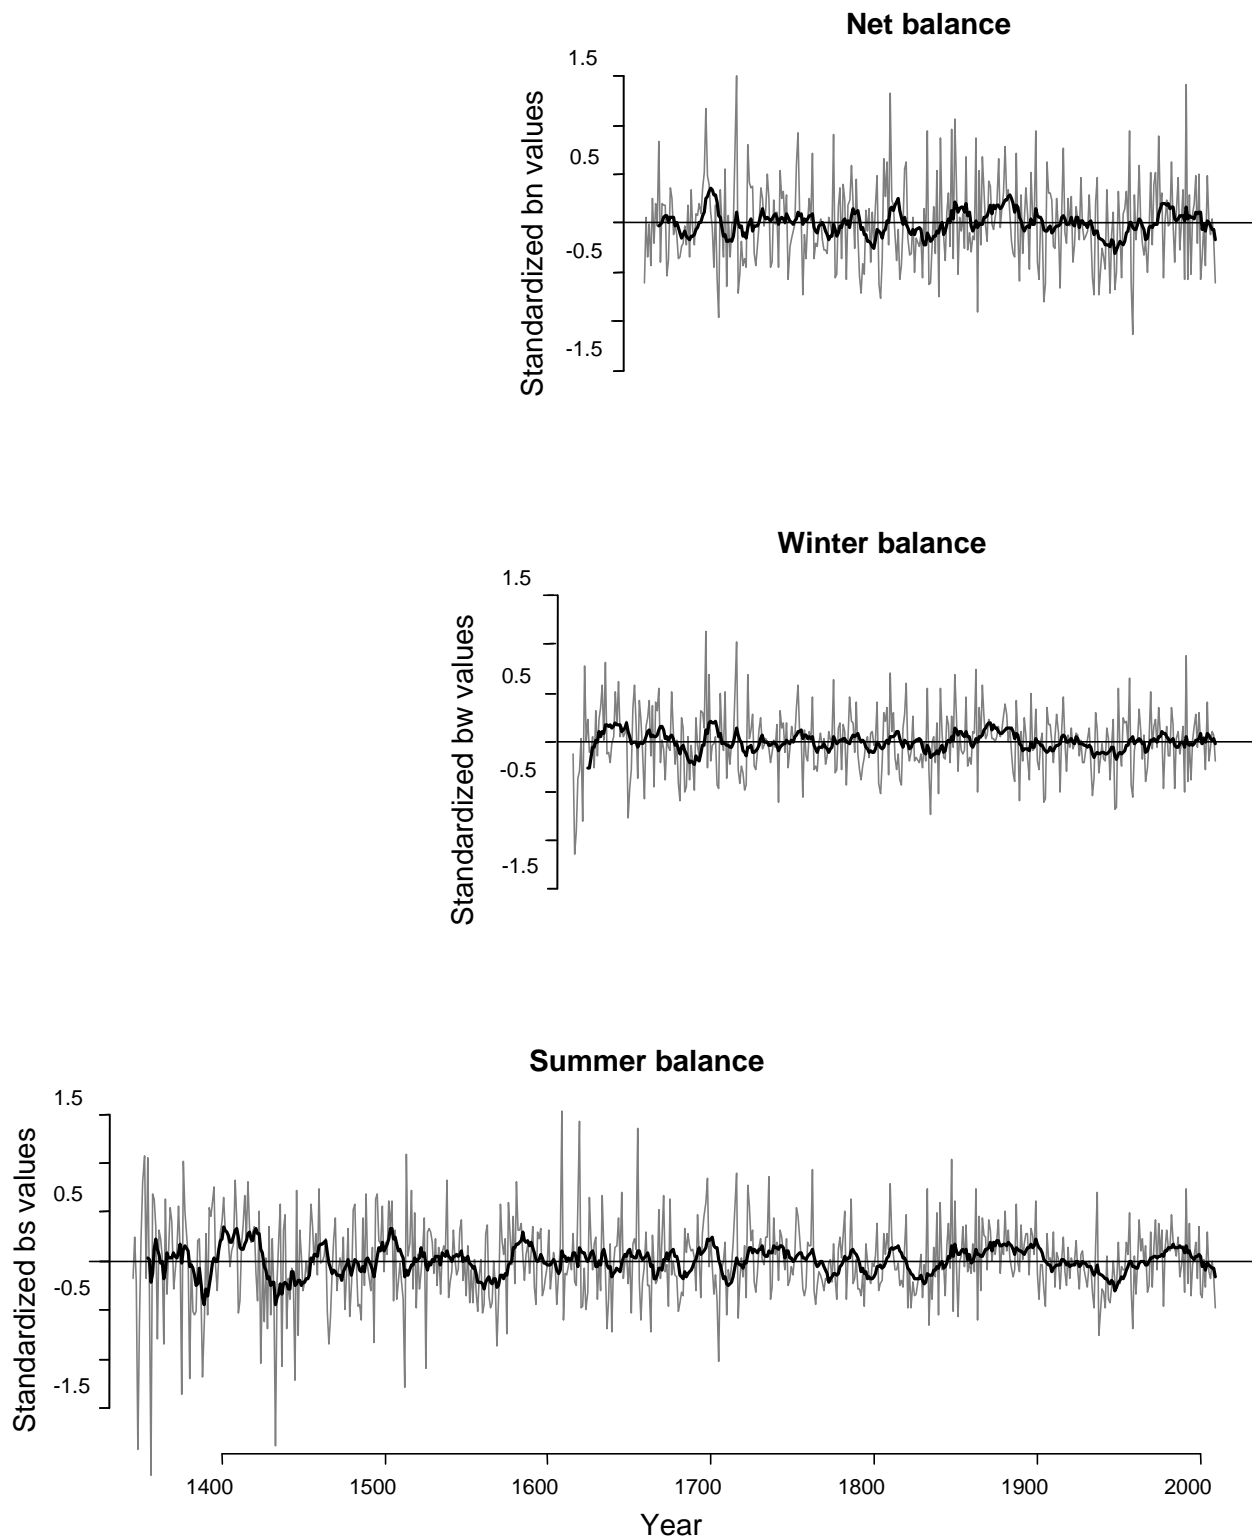 Net balance
Standardized bn values
1.5
0.5
-0.5
-1.5
Winter balance
Standardized bw values
1.5
0.5
-0.5
-1.5
Summer balance
Standardized bs values
1.5
0.5
-0.5
-1.5
1400 1500 1600 1700 1800 1900 2000
Year